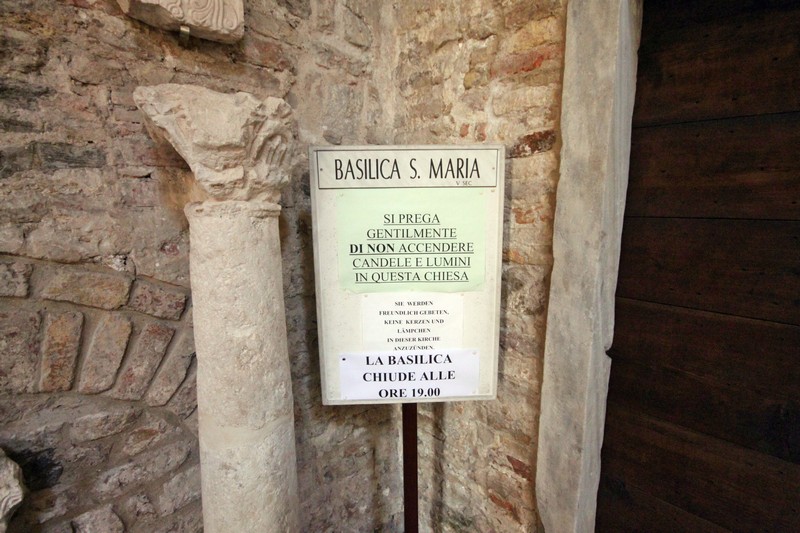 BASILICA S. MARIA
V SEC
SI PREGA
GENTILMENTE
DI NON ACCENDERE
CANDELE E LUMINI
IN QUESTA CHIESA
SIE WERDEN
FREUNDLICH GEBETEN,
KEINE KERZEN UND
LÄMPCHEN
IN DIESER KIRCHE
ANZUZÜNDEN.
LA BASILICA
CHIUDE ALLE
ORE 19.00